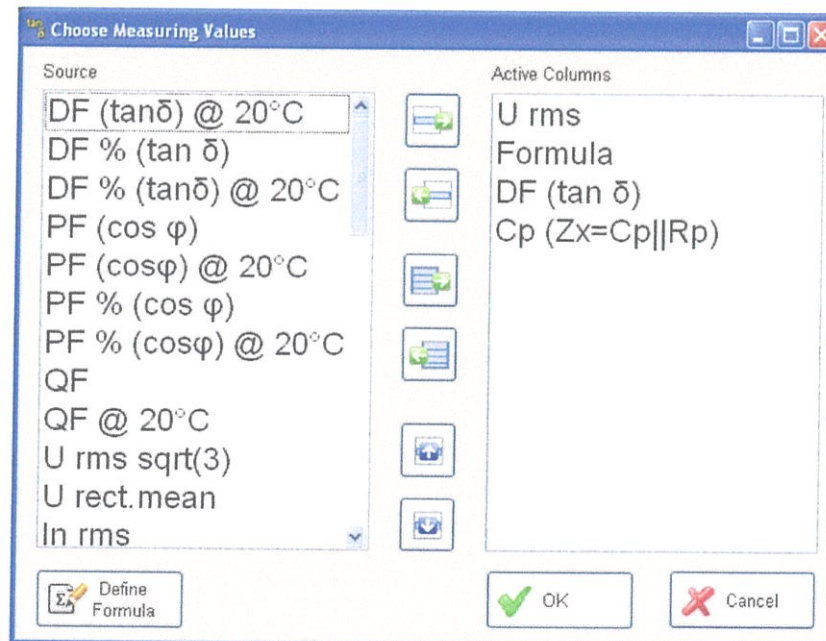 tan δ Choose Measuring Values
Source
DF (tanδ) @ 20°C
DF % (tan δ)
DF % (tanδ) @ 20°C
PF (cos φ)
PF (cosφ) @ 20°C
PF % (cos φ)
PF % (cosφ) @ 20°C
QF
QF @ 20°C
U rms sqrt(3)
U rect.mean
In rms
Active Columns
U rms
Formula
DF (tan δ)
Cp (Zx=Cp||Rp)
Σ
Define
Formula
OK
Cancel